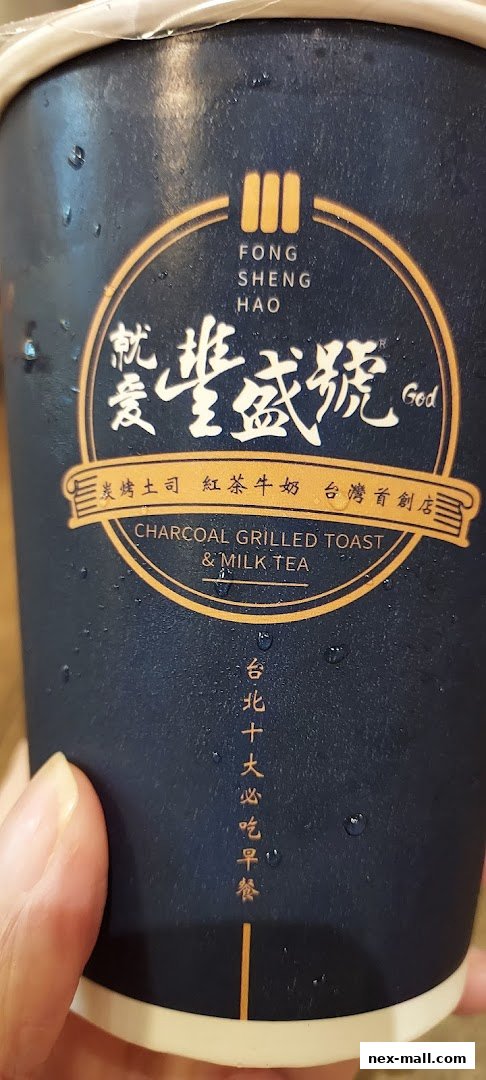 FONG
SHENG
HAO
就愛
豐盛號®
God
炭烤土司 紅茶牛奶 台灣首創店
CHARCOAL GRILLED TOAST
& MILK TEA
台北十大必吃早餐
nex-mall.com